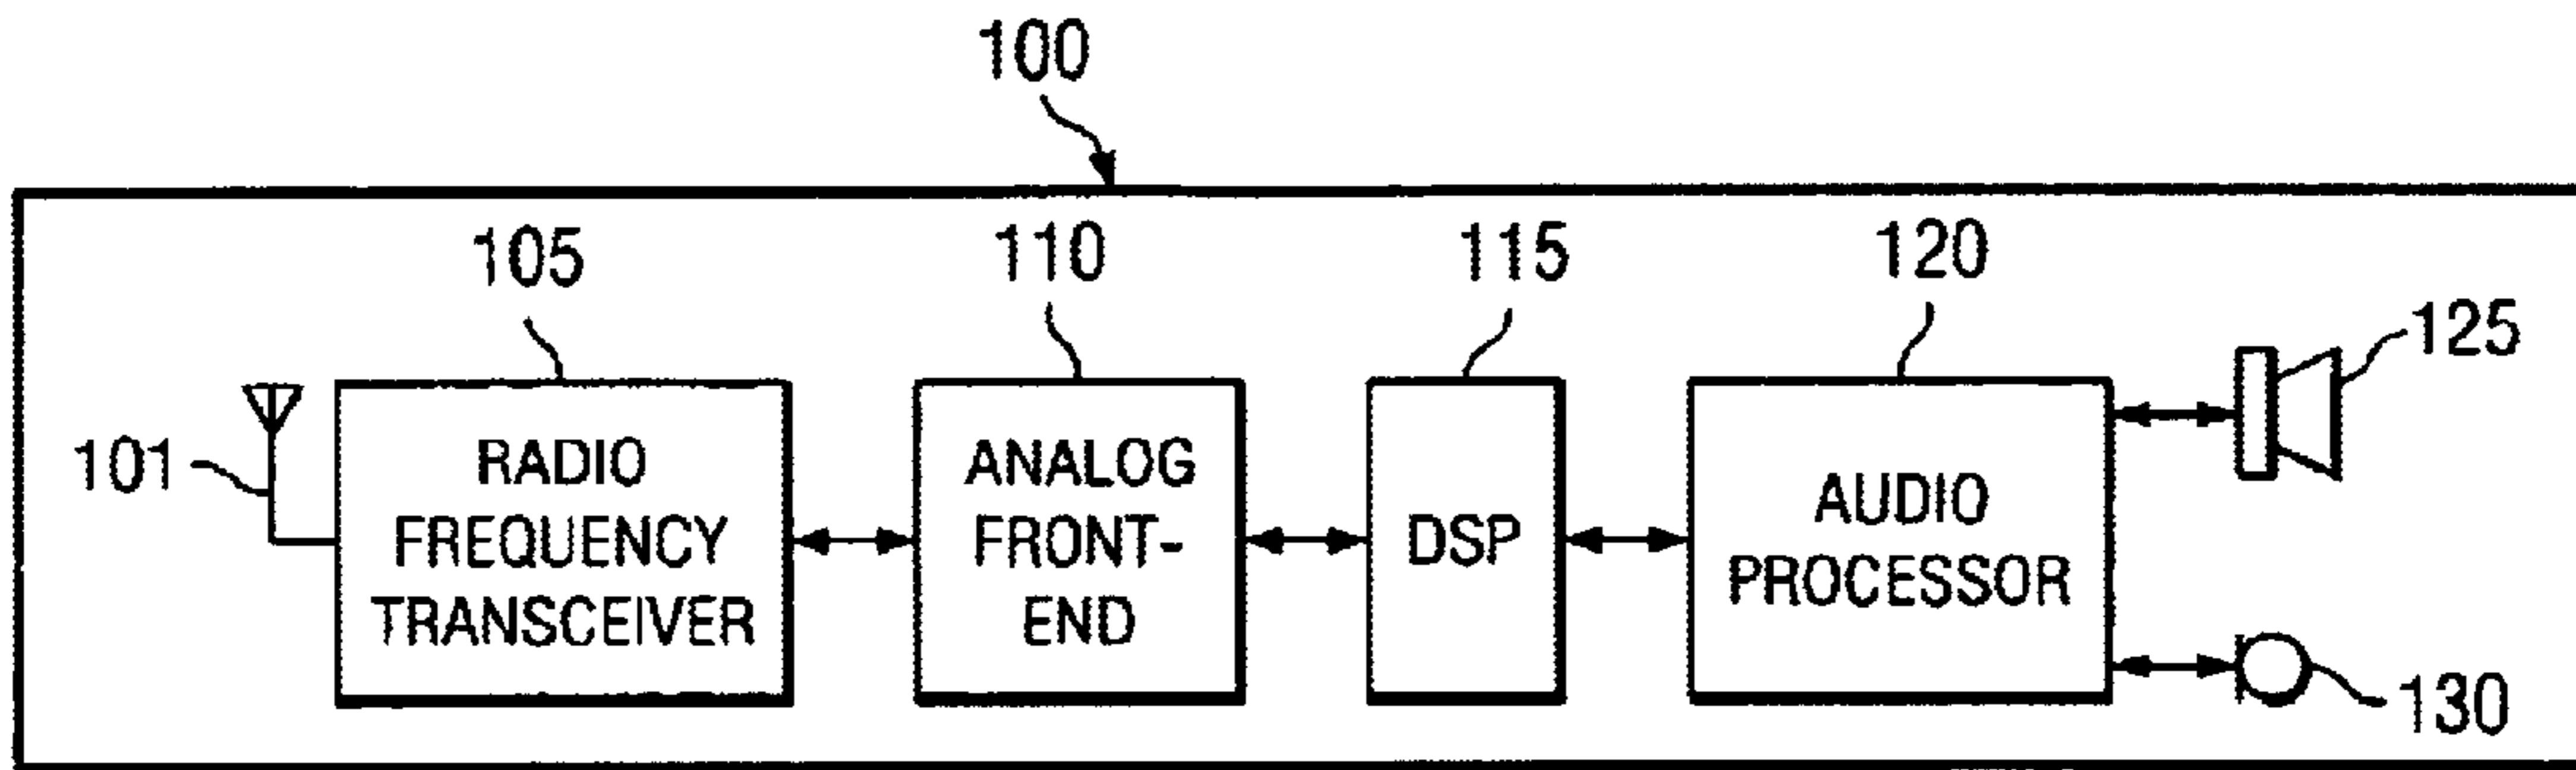 100
105
110
115
120
125
101
RADIO
FREQUENCY
TRANSCEIVER
ANALOG
FRONT-
END
DSP
AUDIO
PROCESSOR
130